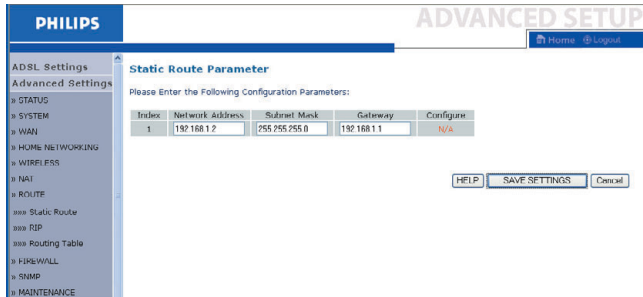 PHILIPS
ADVANCED SETUP
Home Logout
ADSL Settings
Advanced Settings
» STATUS
» SYSTEM
» WAN
» HOME NETWORKING
» WIRELESS
» NAT
» ROUTE
»»» Static Route
»»» RIP
»»» Routing Table
» FIREWALL
» SNMP
» MAINTENANCE
Static Route Parameter
Please Enter the Following Configuration Parameters:
Index Network Address Subnet Mask Gateway Configure
1 192.168.1.2 255.255.255.0 192.168.1.1 N/A
HELP SAVE SETTINGS Cancel